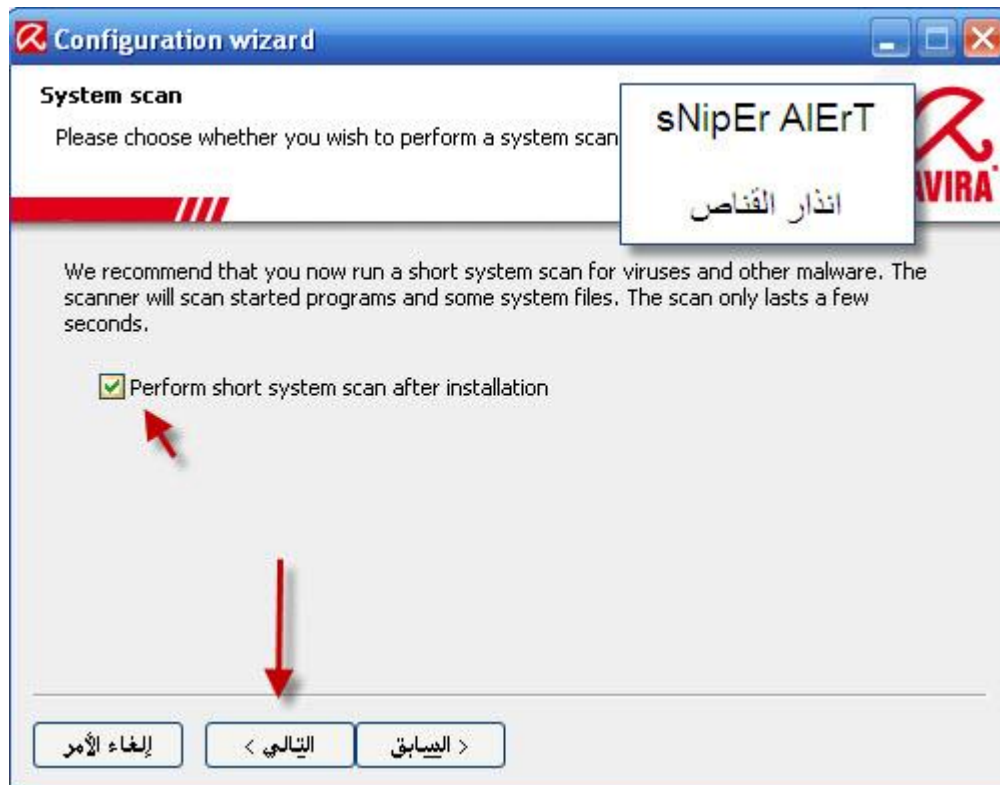 Configuration wizard
System scan
Please choose whether you wish to perform a system scan
sNipEr AlErT
انذار القناص
AVIRA
We recommend that you now run a short system scan for viruses and other malware. The
scanner will scan started programs and some system files. The scan only lasts a few
seconds.
Perform short system scan after installation
< السابق
التالي >
إلغاء الأمر